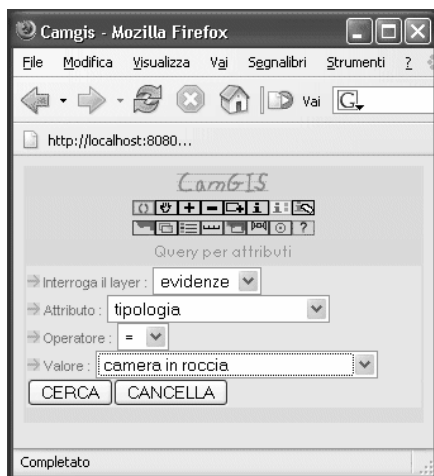 Camgis - Mozilla Firefox
File Modifica Visualizza Vai Segnalibri Strumenti ?
Vai G
http://localhost:8080...
CamGIS
Query per attributi
Interroga il layer : evidenze
Attributo : tipologia
Operatore : =
Valore : camera in roccia
CERCA CANCELLA
Completato